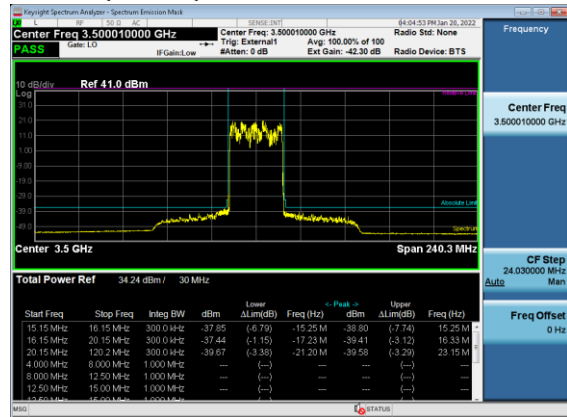 Keysight Spectrum Analyzer - Spectrum Emission Mask
L RF 50 Ω AC SENSE:INT 04:04:53 PM Jan 20, 2022
Center Freq 3.500010000 GHz
Center Freq: 3.500010000 GHz
Radio Std: None
Frequency
PASS
Gate: LO
IFGain:Low
Trig: External1
Avg: 100.00% of 100
#Atten: 0 dB
Ext Gain: -42.30 dB
Radio Device: BTS
10 dB/div Ref 41.0 dBm
Log
Relative Limit
31.0
21.0
11.0
1.00
-9.00
-19.0
-29.0
-39.0
-49.0
Absolute Limit
Spectrum
Center 3.5 GHz Span 240.3 MHz
Center Freq
3.500010000 GHz
CF Step
24.030000 MHz
Auto Man
Freq Offset
0 Hz
Total Power Ref 34.24 dBm / 30 MHz
Lower <- Peak -> Upper
Start Freq Stop Freq Integ BW dBm ΔLim(dB) Freq (Hz) dBm ΔLim(dB) Freq (Hz)
15.15 MHz 16.15 MHz 300.0 kHz -37.85 (-6.79) -15.25 M -38.80 (-7.74) 15.25 M
16.15 MHz 20.15 MHz 300.0 kHz -37.44 (-1.15) -17.23 M -39.41 (-3.12) 16.33 M
20.15 MHz 120.2 MHz 300.0 kHz -39.67 (-3.38) -21.20 M -39.58 (-3.29) 23.15 M
4.000 MHz 8.000 MHz 1.000 MHz --- (---) --- (---)
8.000 MHz 12.50 MHz 1.000 MHz --- (---) --- (---)
12.50 MHz 15.00 MHz 1.000 MHz --- (---) --- (---)
MSG STATUS